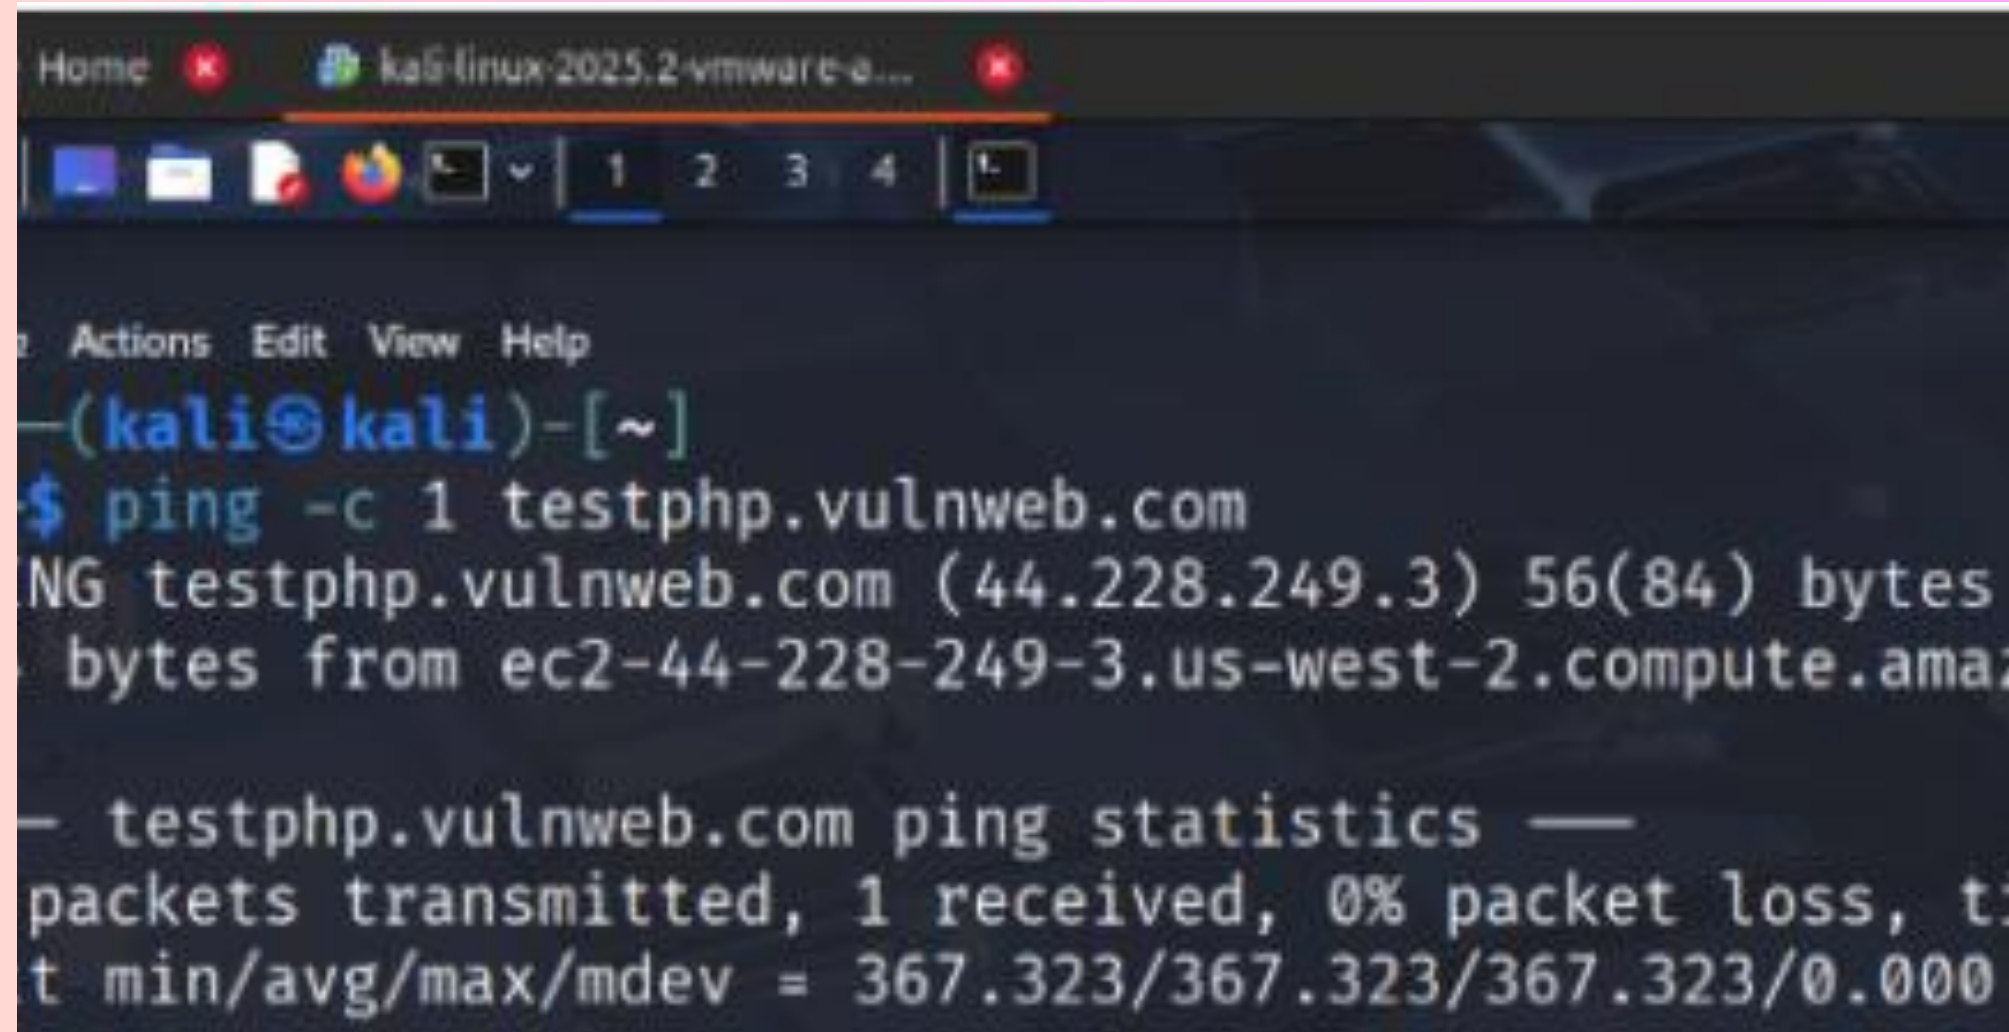 Home kali-linux-2025.2-vmware-a...
1 2 3 4
Actions Edit View Help
(kali㉿kali)-[~]
$ ping -c 1 testphp.vulnweb.com
NG testphp.vulnweb.com (44.228.249.3) 56(84) bytes
bytes from ec2-44-228-249-3.us-west-2.compute.ama
— testphp.vulnweb.com ping statistics —
packets transmitted, 1 received, 0% packet loss, t
t min/avg/max/mdev = 367.323/367.323/367.323/0.000